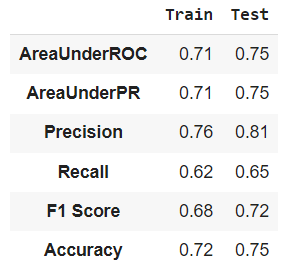 Train Test
AreaUnderROC 0.71 0.75
AreaUnderPR 0.71 0.75
Precision 0.76 0.81
Recall 0.62 0.65
F1 Score 0.68 0.72
Accuracy 0.72 0.75